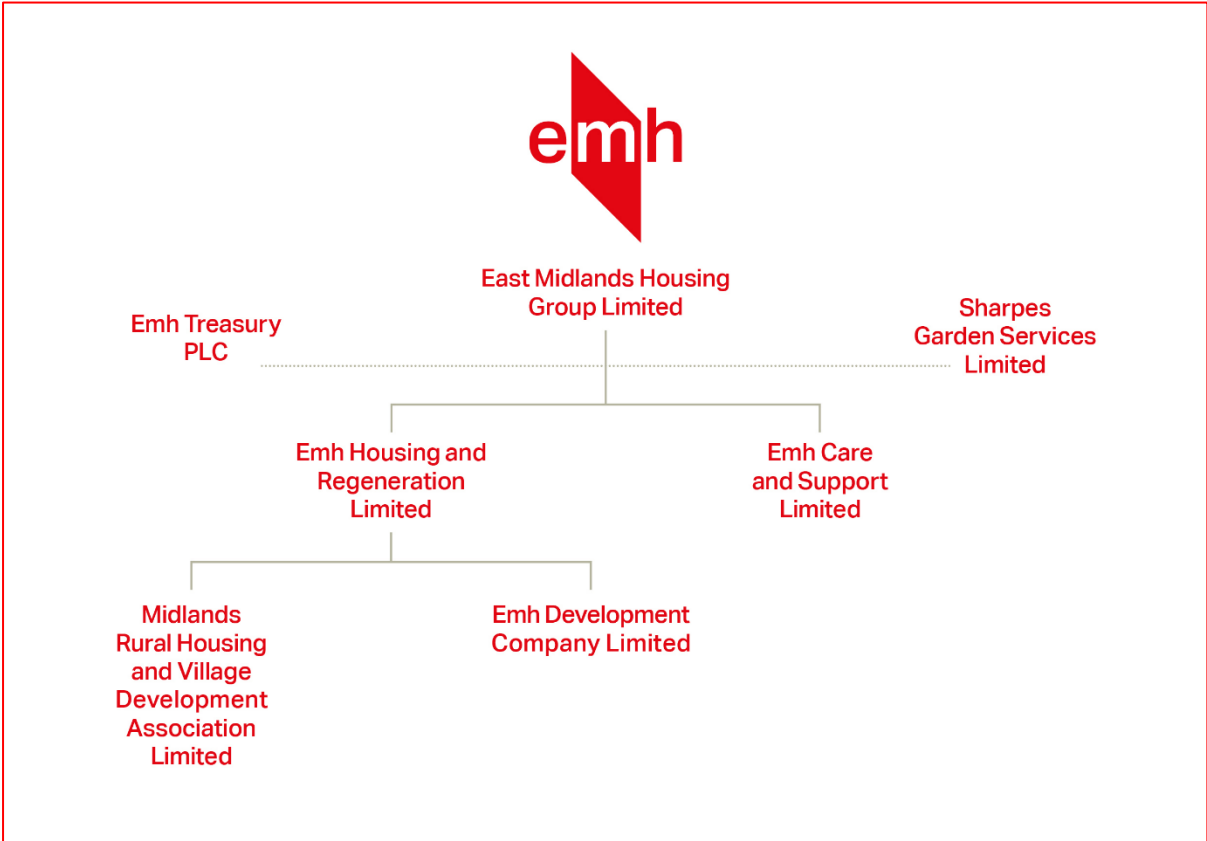 emh
East Midlands Housing
Group Limited
Emh Treasury
PLC
Sharpes
Garden Services
Limited
Emh Housing and
Regeneration
Limited
Emh Care
and Support
Limited
Midlands
Rural Housing
and Village
Development
Association
Limited
Emh Development
Company Limited